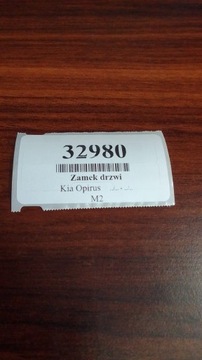 32980
Zamek drzwi
Kia Opirus ../.. - ../..
M2